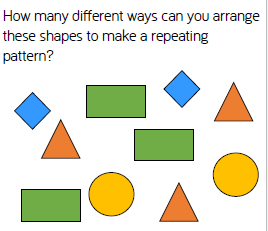 How many different ways can you arrange
these shapes to make a repeating
pattern?